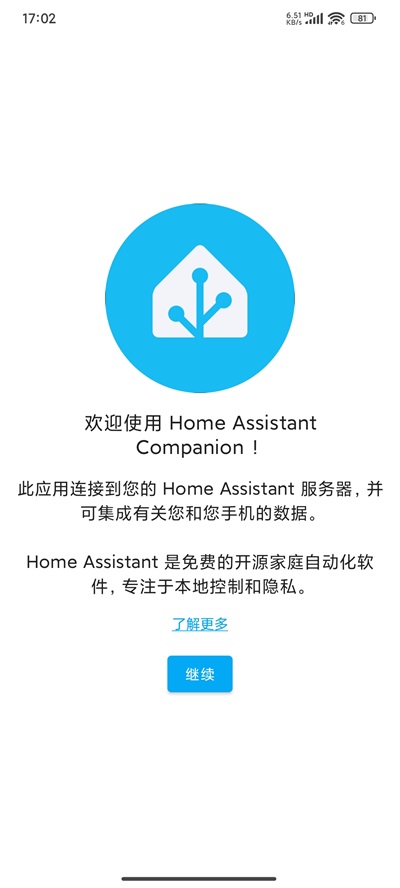 17:02
6.51 HD
KB/s 6 81
欢迎使用 Home Assistant
Companion！
此应用连接到您的 Home Assistant 服务器，并
可集成有关您和您手机的数据。
Home Assistant 是免费的开源家庭自动化软
件，专注于本地控制和隐私。
了解更多
继续